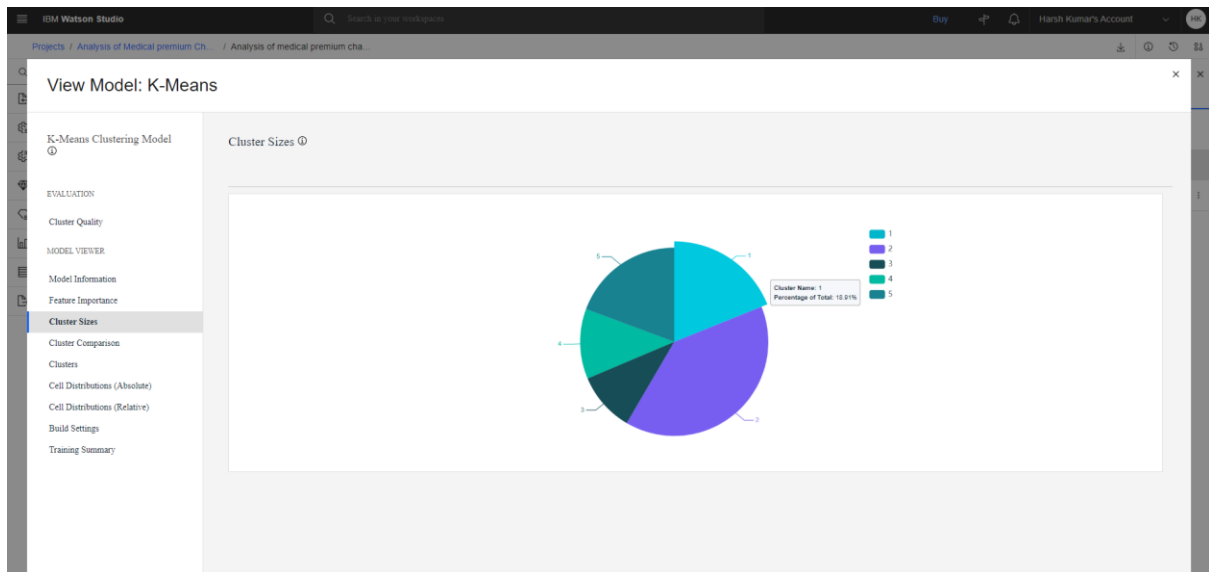 IBM Watson Studio
Search in your workspaces
Buy
Harsh Kumar's Account
HK
Projects / Analysis of Medical premium Ch... / Analysis of medical premium cha...
View Model: K-Means
K-Means Clustering Model
EVALUATION
Cluster Quality
MODEL VIEWER
Model Information
Feature Importance
Cluster Sizes
Cluster Comparison
Clusters
Cell Distributions (Absolute)
Cell Distributions (Relative)
Build Settings
Training Summary
Cluster Sizes
5
1
4
3
2
Cluster Name: 1
Percentage of Total: 18.91%
1
2
3
4
5